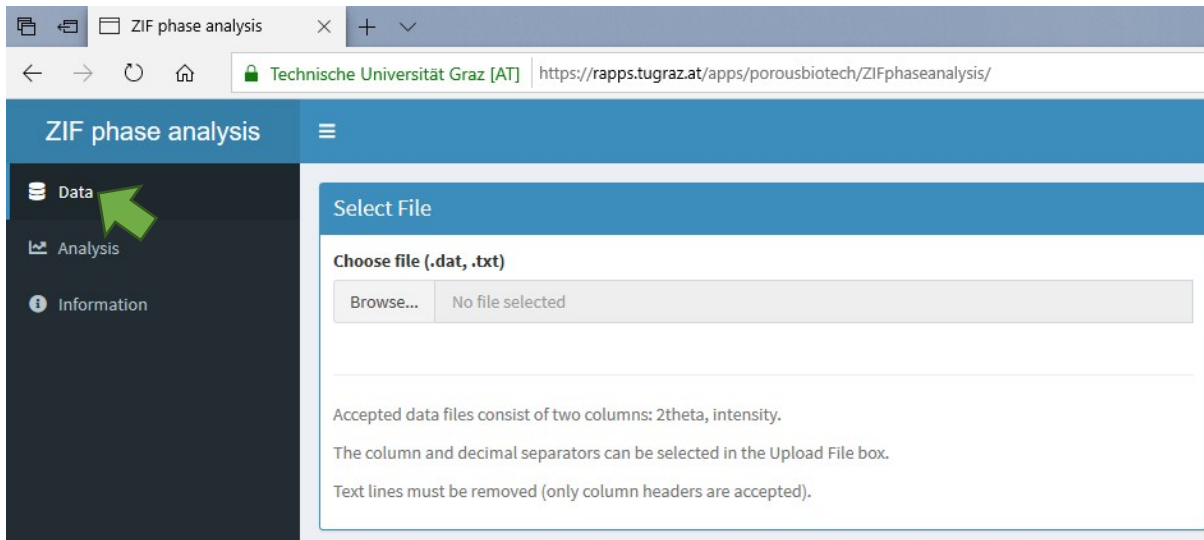 ZIF phase analysis
Technische Universität Graz [AT] https://rapps.tugraz.at/apps/porousbiotech/ZIFphaseanalysis/
ZIF phase analysis
Data
Analysis
Information
Select File
Choose file (.dat, .txt)
Browse... No file selected
Accepted data files consist of two columns: 2theta, intensity.
The column and decimal separators can be selected in the Upload File box.
Text lines must be removed (only column headers are accepted).